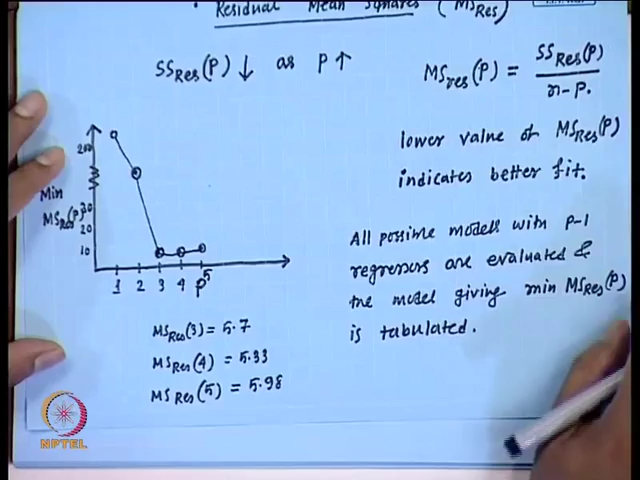 Residual Mean Squares (MSRes)
SSRes(P) ↓ as P ↑
MSres(P) = SSRes(P) / n-P.
lower value of MSRes(P)
indicates better fit.
Min
MSRes(P)
30
20
10
1 2 3 4 5
P
All possible models with P-1
regressors are evaluated &
the model giving min MSRes(P)
is tabulated.
MSRes(3) = 5.7
MSRes(4) = 5.33
MSRes(5) = 5.98
NPTEL